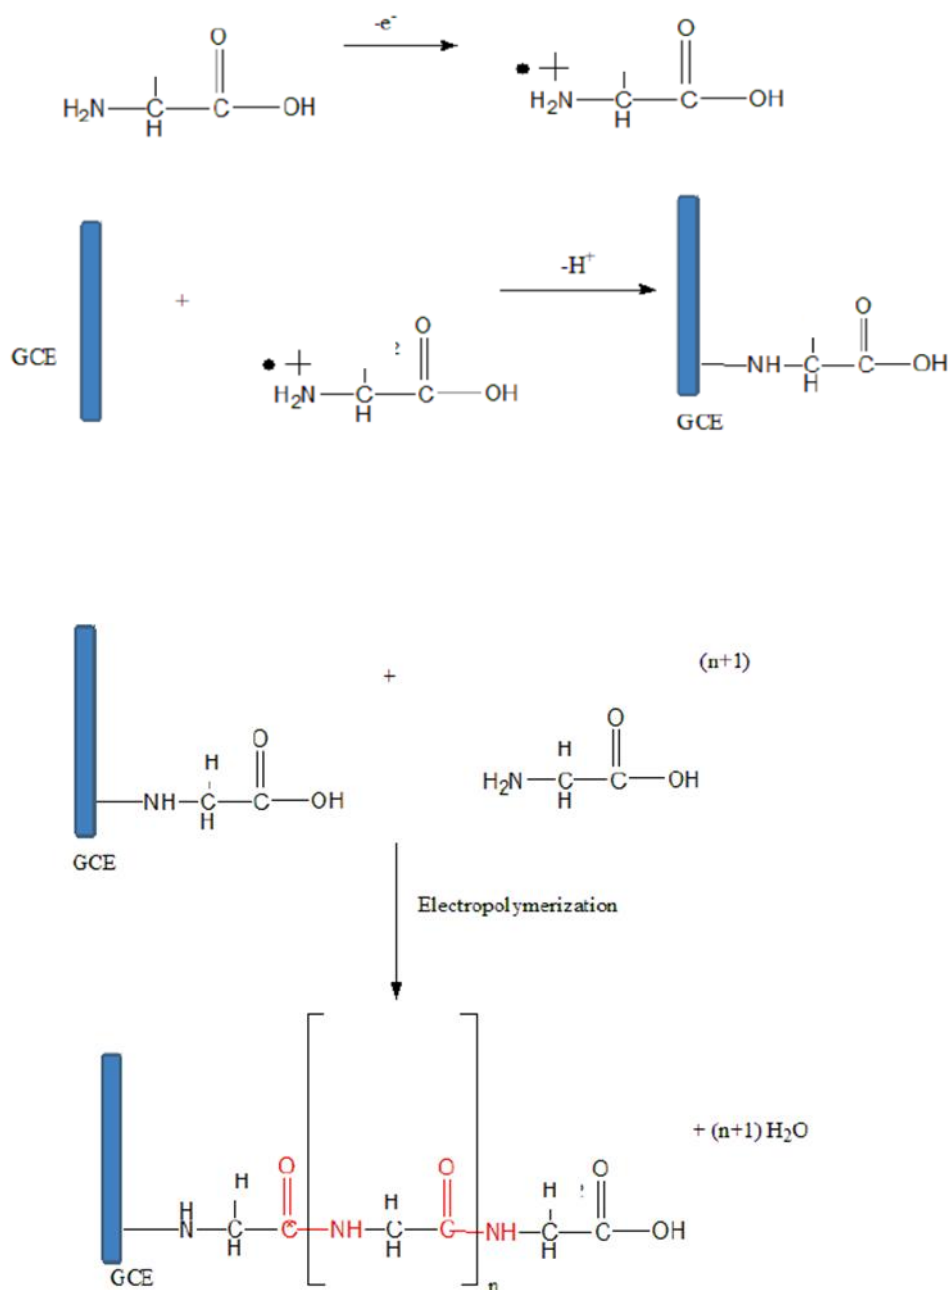 -e⁻
O
H₂N—C—C—OH
H
O
• +
H₂N—C—C—OH
H
GCE
+
O
• +
H₂N—C—C—OH
H
-H⁺
O
NH—C—C—OH
H
GCE
H O
NH—C—C—OH
H
GCE
+
(n+1)
O
H
H₂N—C—C—OH
H
Electropolymerization
O O O
H H H
H
N—C—C—NH—C—C—NH—C—C—OH
H H H
n
GCE
+ (n+1) H₂O